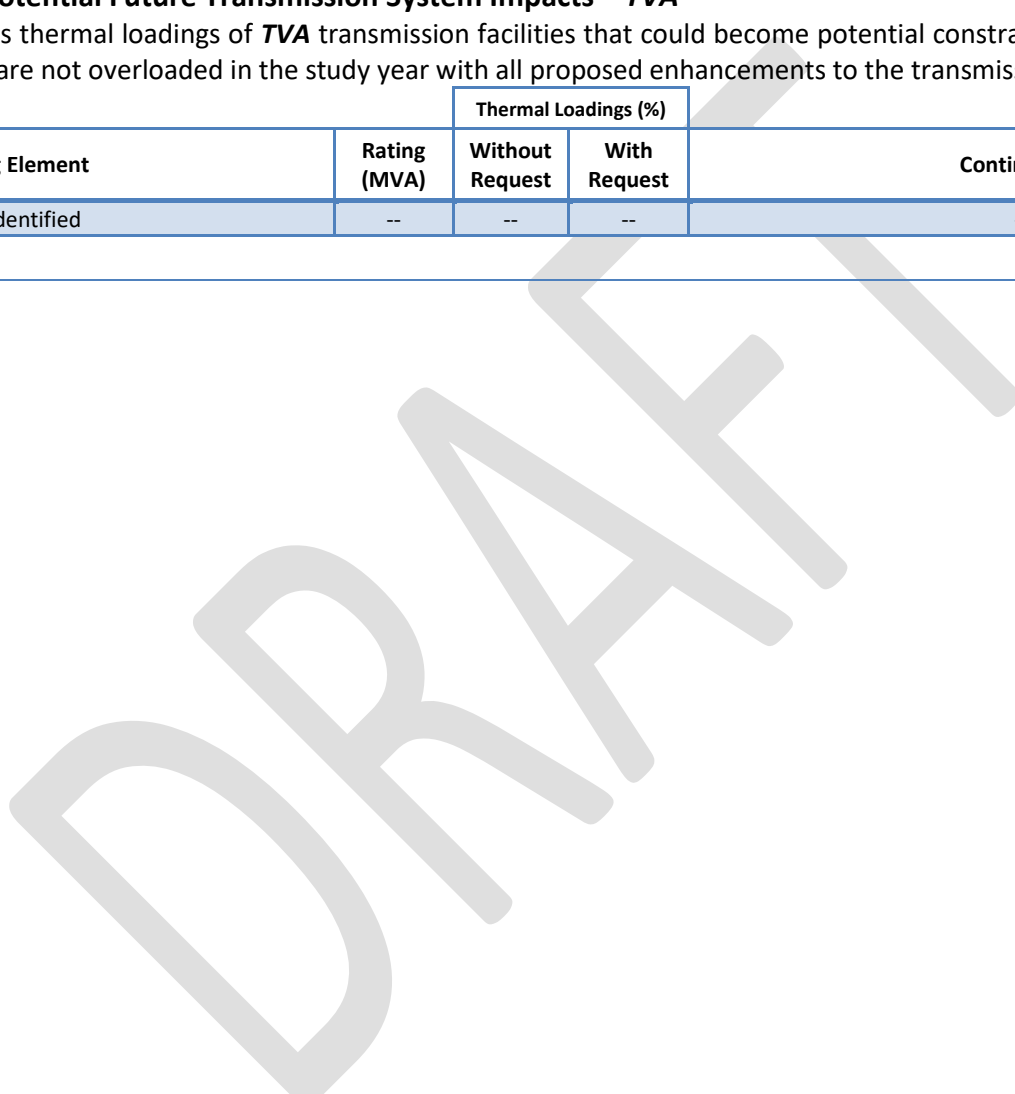 otential Future Transmission System Impacts – TVA
s thermal loadings of TVA transmission facilities that could become potential constra
are not overloaded in the study year with all proposed enhancements to the transmis
Thermal Loadings (%)
Element Rating (MVA) Without Request With Request Contin
dentified -- -- --
DRAFT